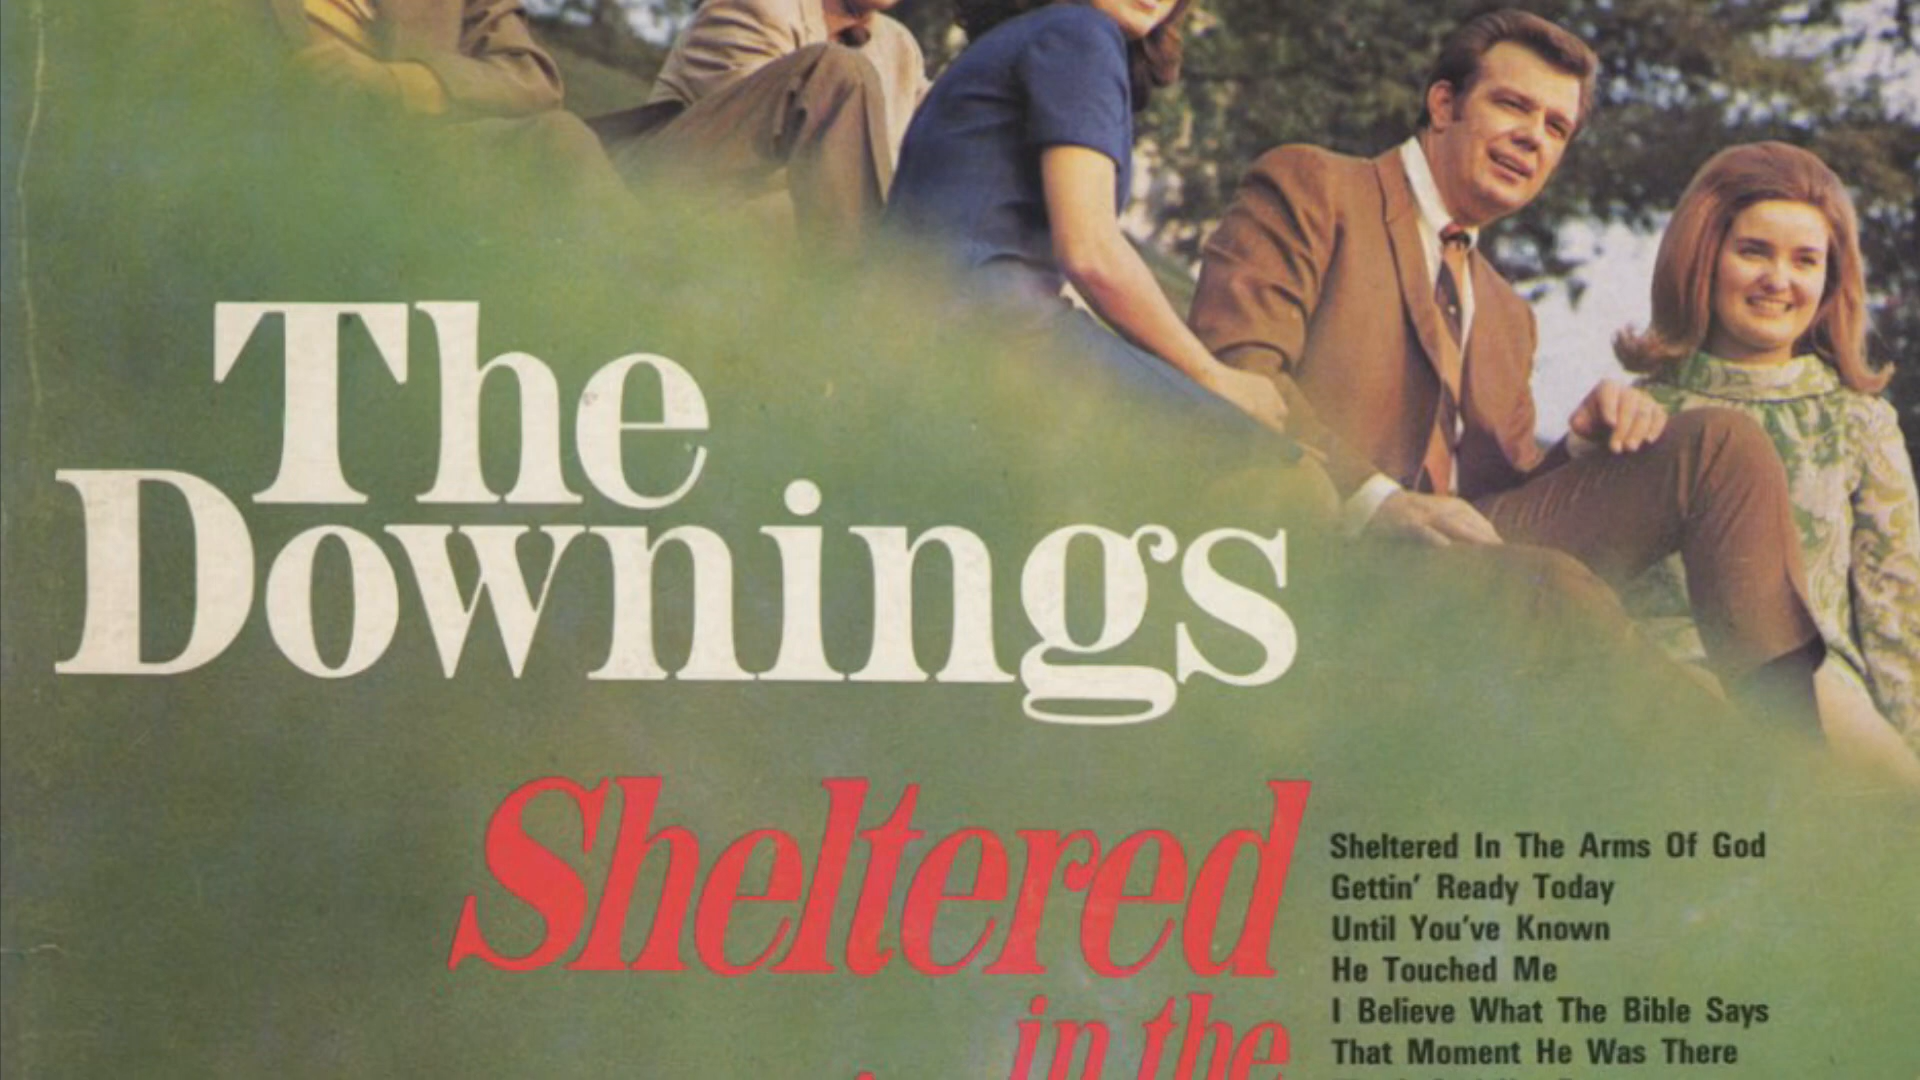 The
Downings
Sheltered
in the
Sheltered In The Arms Of God
Gettin' Ready Today
Until You've Known
He Touched Me
I Believe What The Bible Says
That Moment He Was There